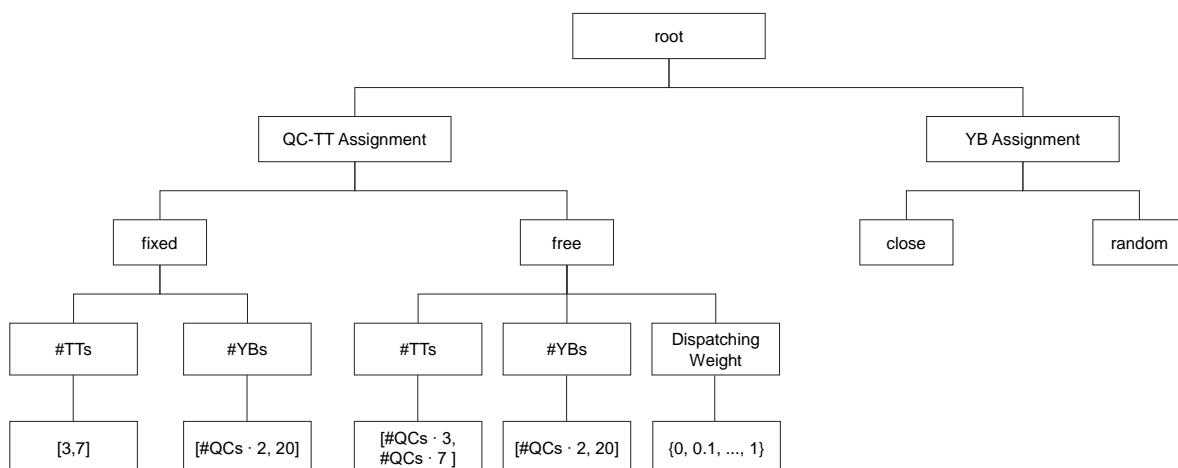 root
QC-TT Assignment
YB Assignment
fixed
free
close
random
#TTs
#YBs
#TTs
#YBs
Dispatching
Weight
[3,7]
[#QCs · 2, 20]
[#QCs · 3,
#QCs · 7 ]
[#QCs · 2, 20]
{0, 0.1, ..., 1}